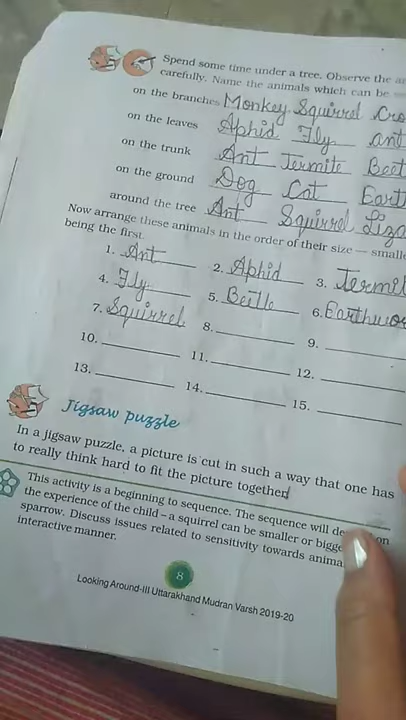 Spend some time under a tree. Observe the
carefully. Name the animals which can be
on the branches Monkey Squirrel
on the leaves Aphid Fly ant
on the trunk Ant Termite
on the ground Dog Cat
around the tree Ant Squirrel
Now arrange these animals in the order of their size –
being the first.
1. Ant 2. Aphid 3.
4. Fly 5. Beitle 6.
7. Squirrel 8. 9.
10. 11. 12.
13. 14. 15.
Jigsaw puzzle
In a jigsaw puzzle, a picture is cut in such a way that one has
to really think hard to fit the picture together.
This activity is a beginning to sequence. The sequence will on
the experience of the child – a squirrel can be smaller or
sparrow. Discuss issues related to sensitivity towards
interactive manner.
8
Looking Around-III Uttarakhand Mudran Varsh 2019-20